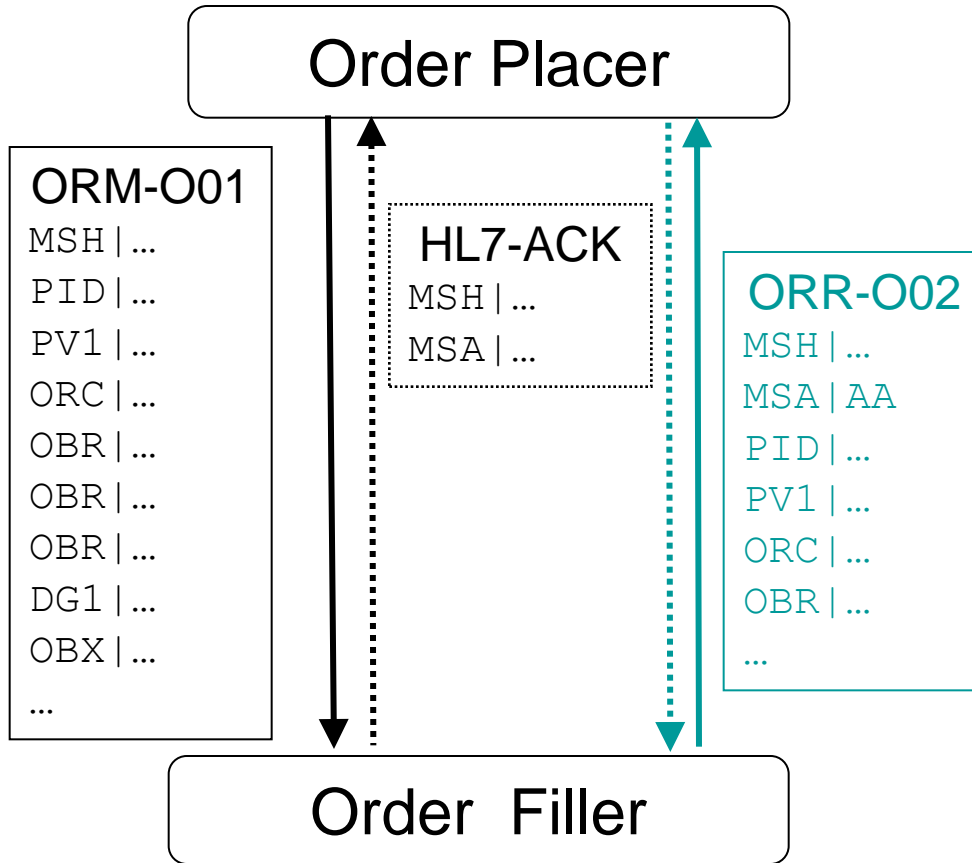 Order Placer
ORM-O01
MSH|…
PID|…
PV1|…
ORC|…
OBR|…
OBR|…
OBR|…
DG1|…
OBX|…
…
HL7-ACK
MSH|…
MSA|…
ORR-O02
MSH|…
MSA|AA
PID|…
PV1|…
ORC|…
OBR|…
…
Order Filler